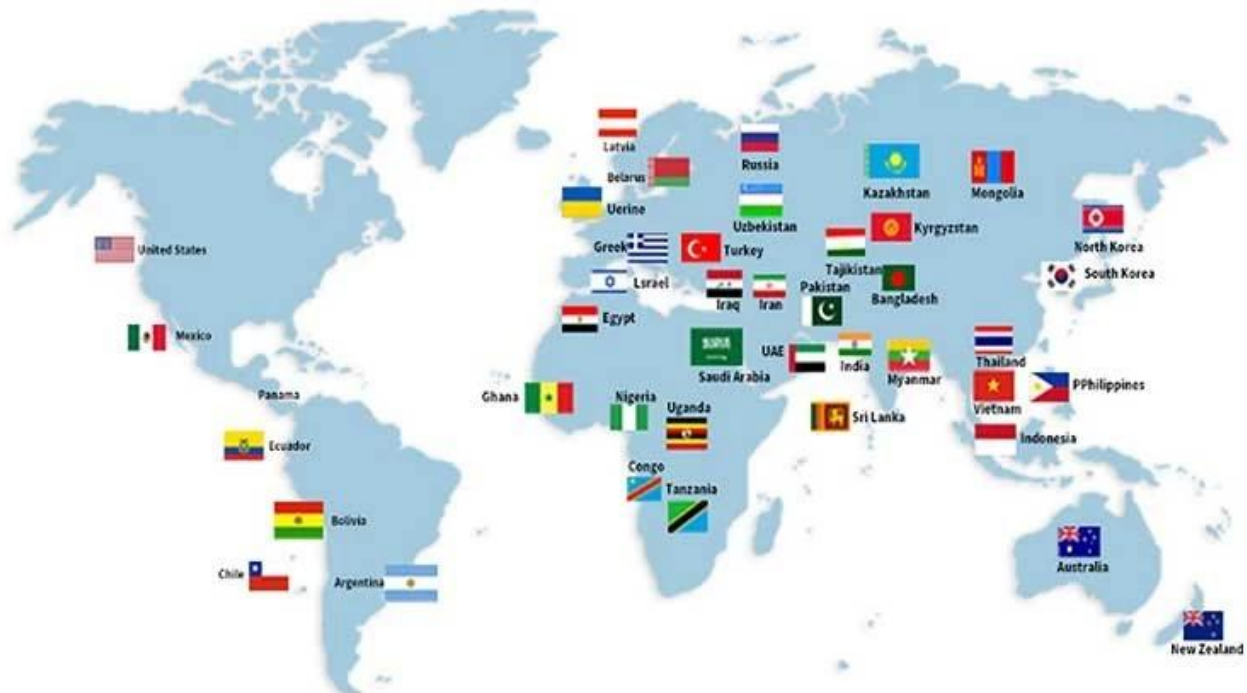 Latvia
Russia
Belarus
Kazakhstan
Mongolia
Uerine
Uzbekistan
Kyrgyzstan
North Korea
United States
Greek
Turkey
Tajikistan
South Korea
Lsrael
Iraq
Iran
Pakistan
Bangladesh
Egypt
Mexico
Saudi Arabia
UAE
India
Myanmar
Thailand
PPhilippines
Panama
Ghana
Nigeria
Uganda
Sri Lanka
Vietnam
Ecuador
Indonesia
Congo
Tanzania
Bolivia
Chile
Argentina
Australia
New Zealand